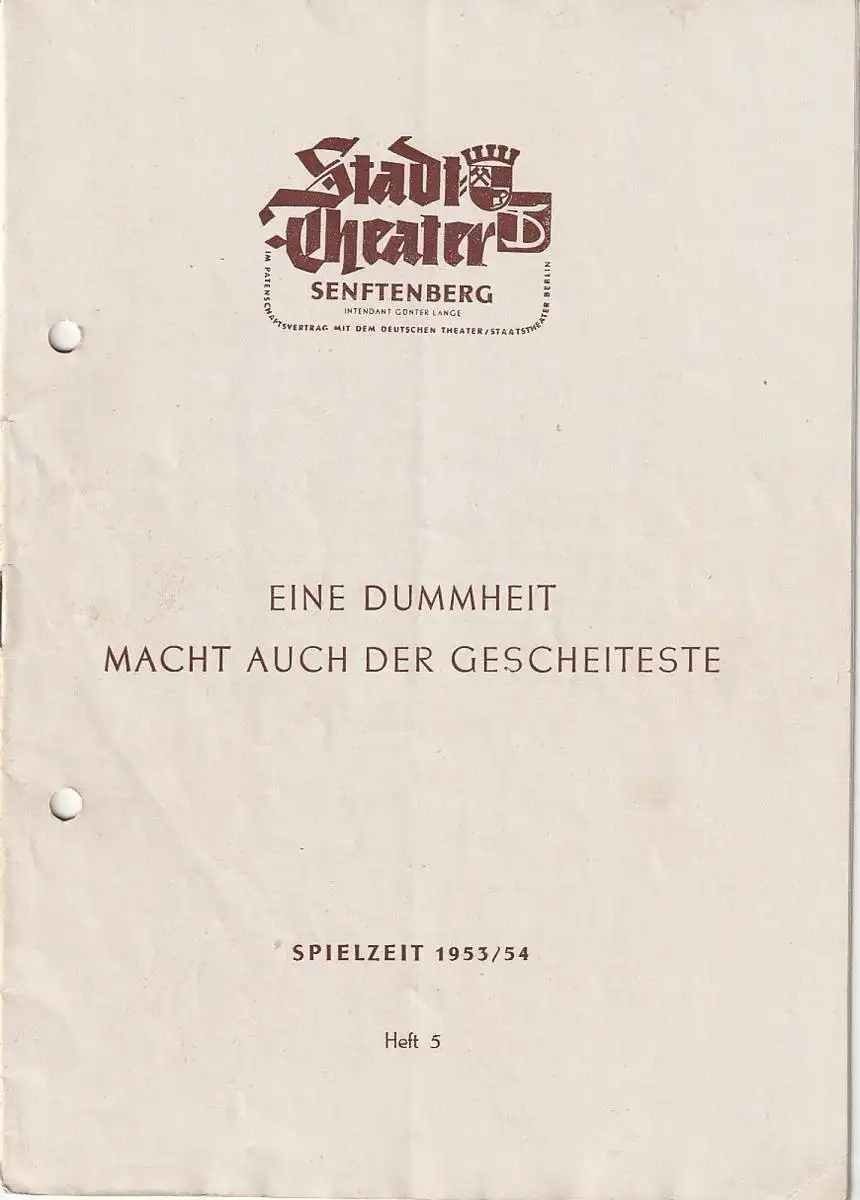 Stadt
Theater
SENFTENBERG
INTENDANT GÜNTER LANGE
IM PATENSCHAFTSVERTRAG MIT DEM DEUTSCHEN THEATER/STAATSTHEATER BERLIN
EINE DUMMHEIT
MACHT AUCH DER GESCHEITESTE
SPIELZEIT 1953/54
Heft 5